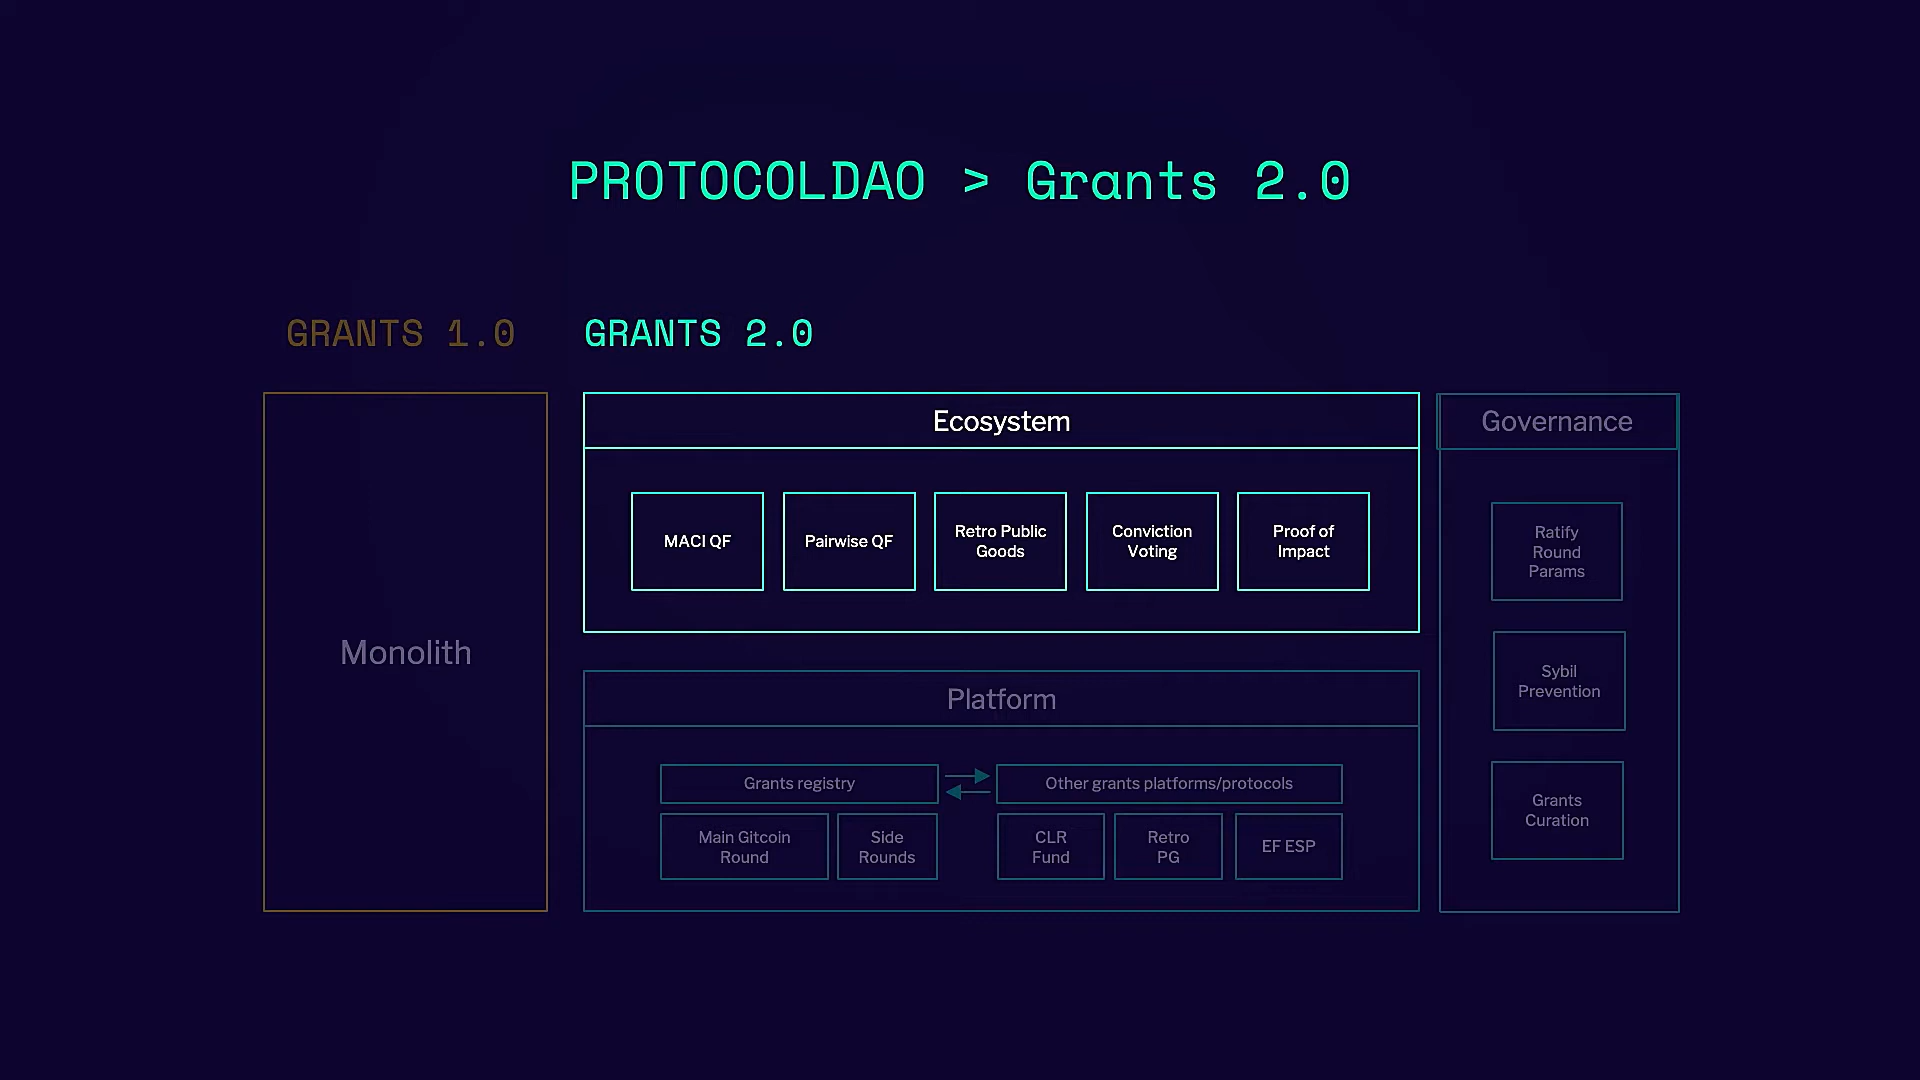 PROTOCOLDAO > Grants 2.0
GRANTS 1.0
GRANTS 2.0
Monolith
Ecosystem
MACI QF
Pairwise QF
Retro Public
Goods
Conviction
Voting
Proof of
Impact
Platform
Grants registry
Other grants platforms/protocols
Main Gitcoin
Round
Side
Rounds
CLR
Fund
Retro
PG
EF ESP
Governance
Ratify
Round
Params
Sybil
Prevention
Grants
Curation